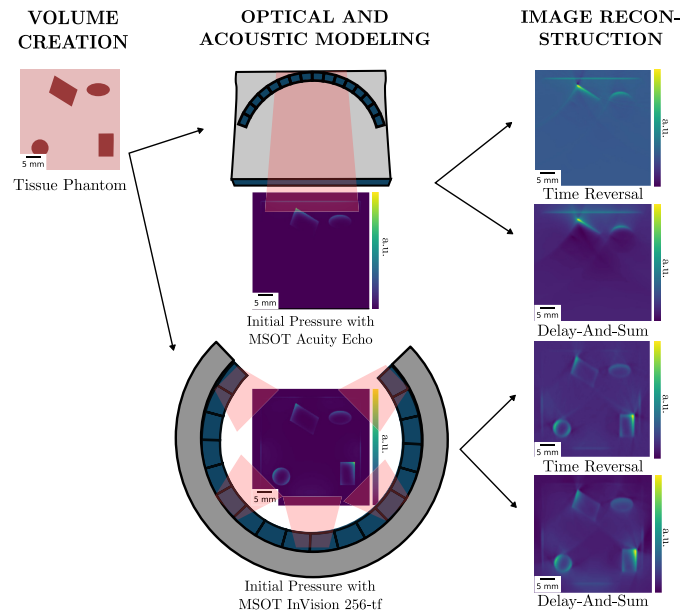 VOLUME
CREATION
OPTICAL AND
ACOUSTIC MODELING
IMAGE RECON-
STRUCTION
5 mm
Tissue Phantom
a.u.
5 mm
Initial Pressure with
MSOT Acuity Echo
a.u.
5 mm
Initial Pressure with
MSOT InVision 256-tf
a.u.
5 mm
Time Reversal
a.u.
5 mm
Delay-And-Sum
a.u.
5 mm
Time Reversal
a.u.
5 mm
Delay-And-Sum